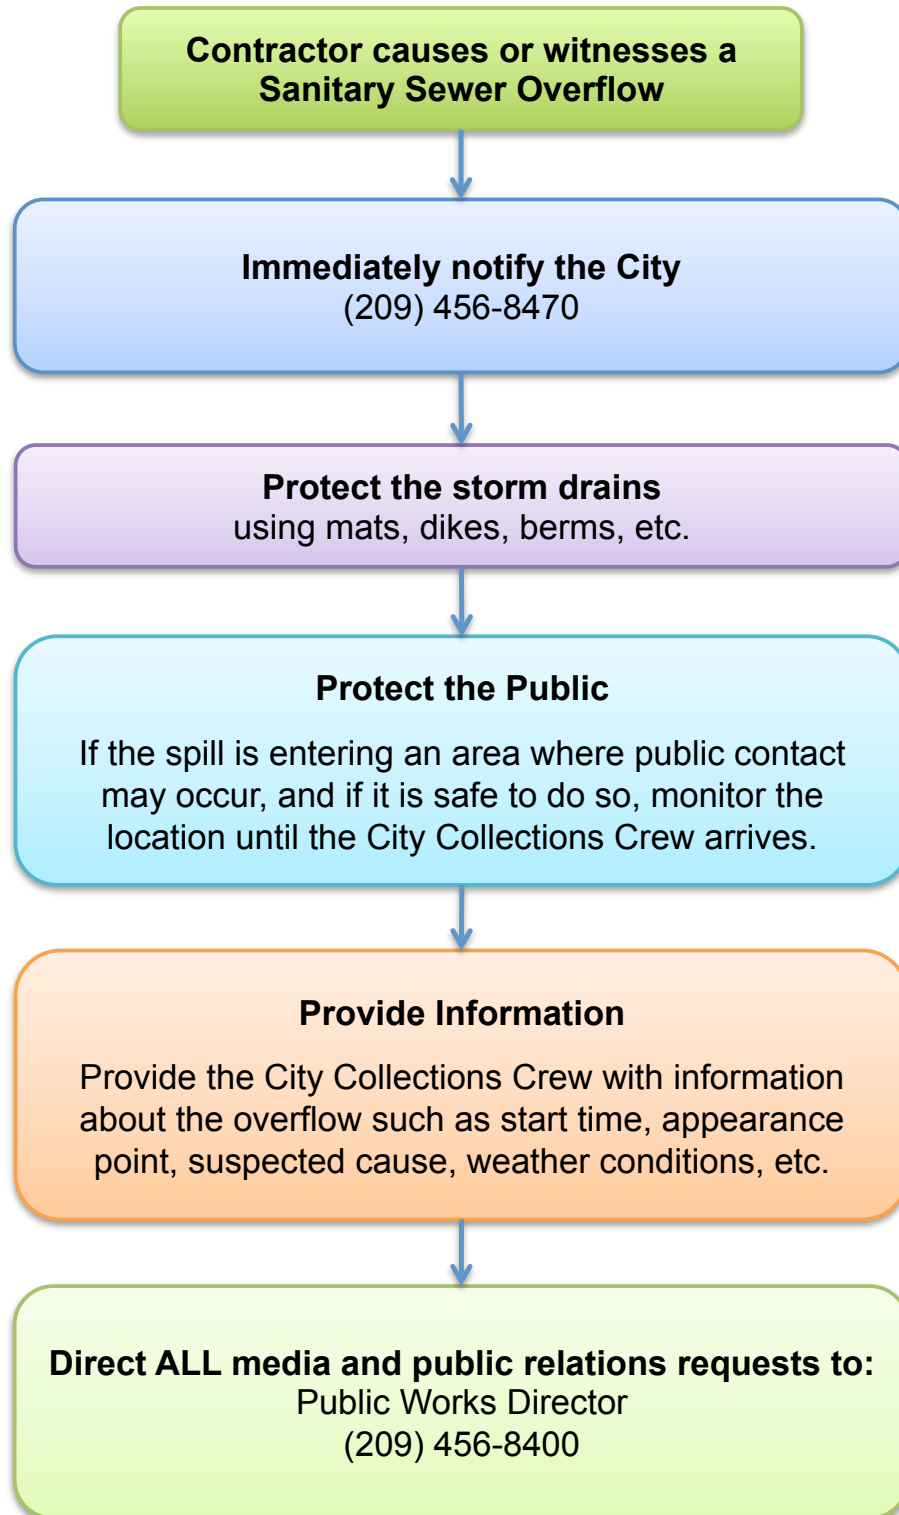 Contractor causes or witnesses a
Sanitary Sewer Overflow
Immediately notify the City
(209) 456-8470
Protect the storm drains
using mats, dikes, berms, etc.
Protect the Public
If the spill is entering an area where public contact
may occur, and if it is safe to do so, monitor the
location until the City Collections Crew arrives.
Provide Information
Provide the City Collections Crew with information
about the overflow such as start time, appearance
point, suspected cause, weather conditions, etc.
Direct ALL media and public relations requests to:
Public Works Director
(209) 456-8400